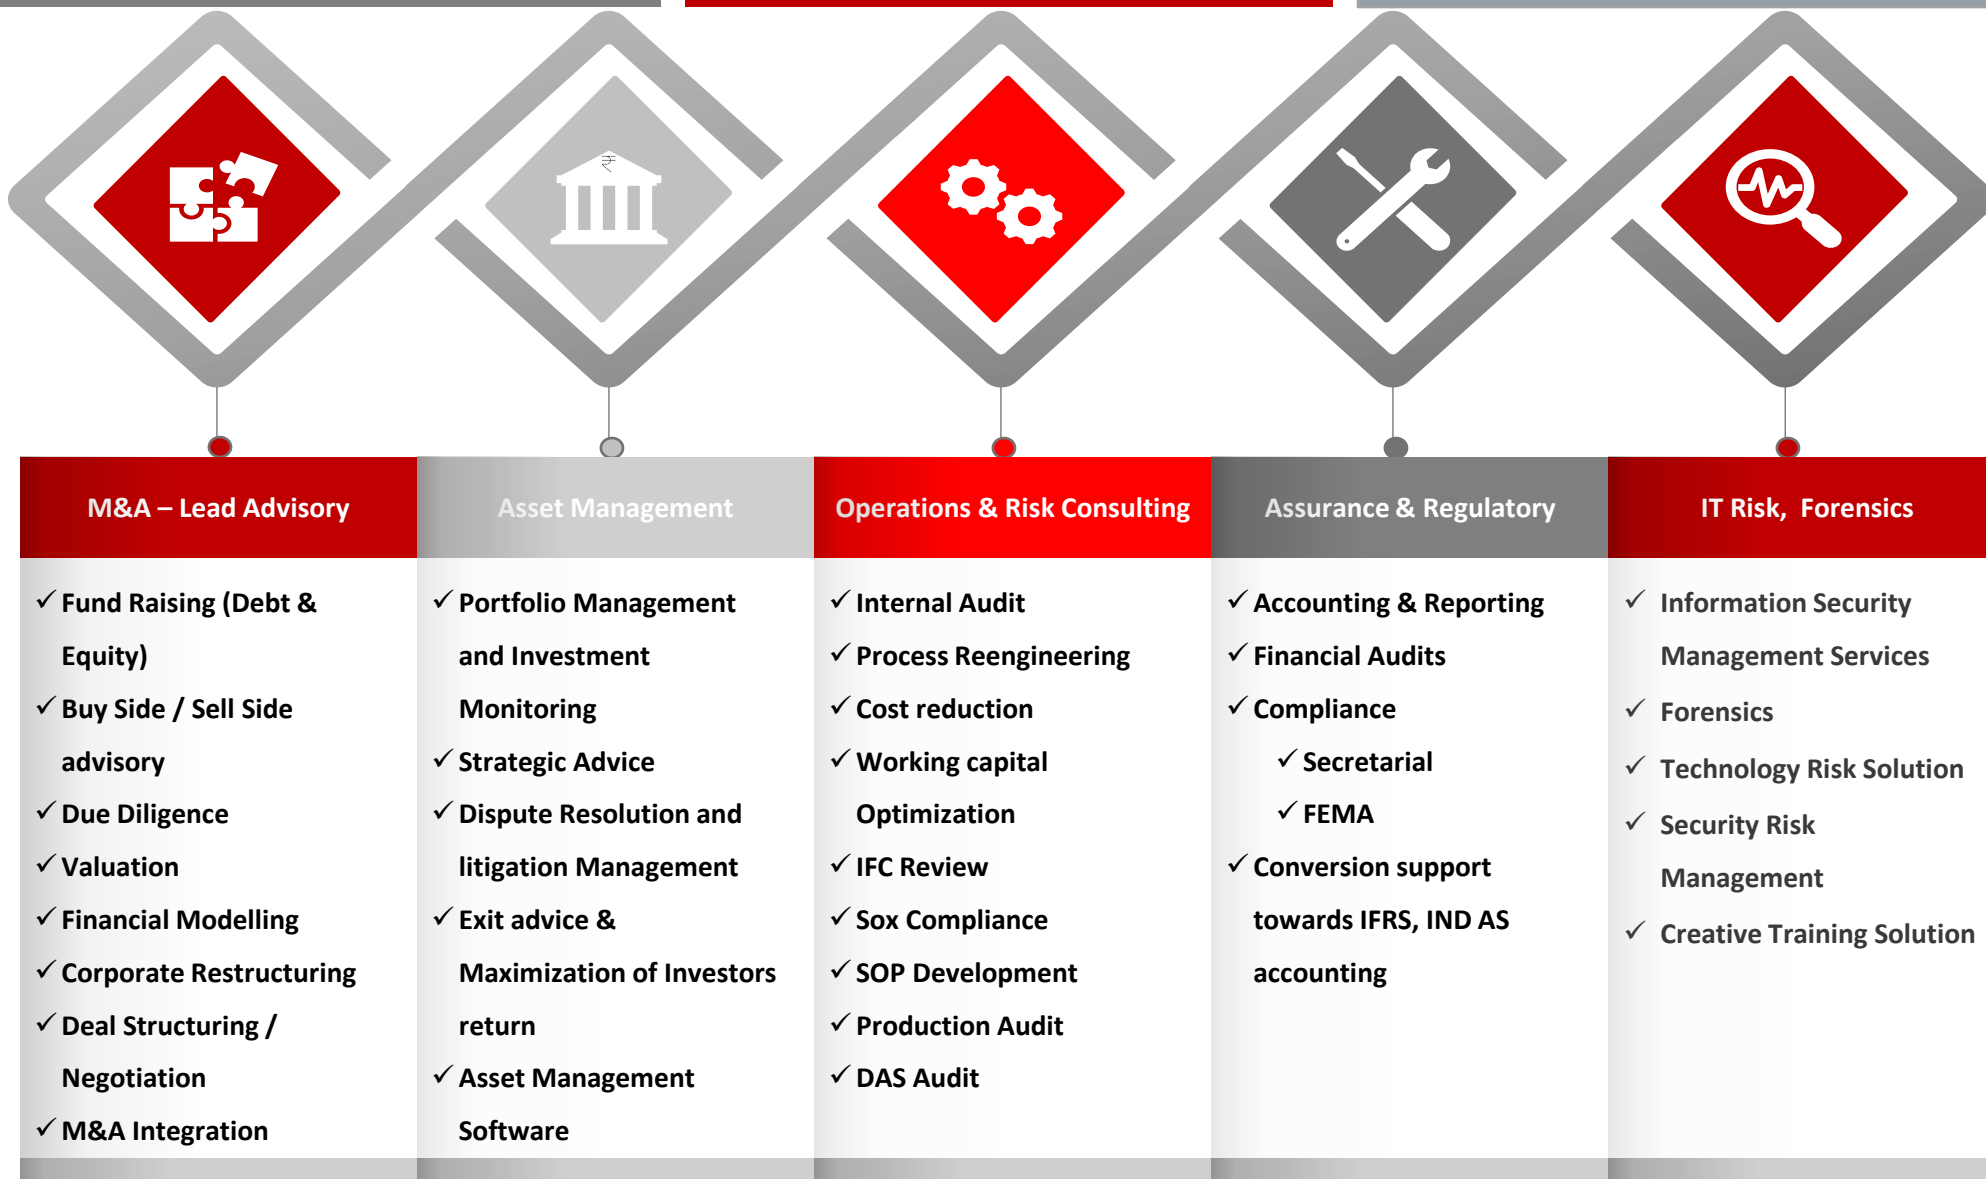 ₹
M&A – Lead Advisory
✓ Fund Raising (Debt &
Equity)
✓ Buy Side / Sell Side
advisory
✓ Due Diligence
✓ Valuation
✓ Financial Modelling
✓ Corporate Restructuring
✓ Deal Structuring /
Negotiation
✓ M&A Integration
Asset Management
✓ Portfolio Management
and Investment
Monitoring
✓ Strategic Advice
✓ Dispute Resolution and
litigation Management
✓ Exit advice &
Maximization of Investors
return
✓ Asset Management
Software
Operations & Risk Consulting
✓ Internal Audit
✓ Process Reengineering
✓ Cost reduction
✓ Working capital
Optimization
✓ IFC Review
✓ Sox Compliance
✓ SOP Development
✓ Production Audit
✓ DAS Audit
Assurance & Regulatory
✓ Accounting & Reporting
✓ Financial Audits
✓ Compliance
✓ Secretarial
✓ FEMA
✓ Conversion support
towards IFRS, IND AS
accounting
IT Risk, Forensics
✓ Information Security
Management Services
✓ Forensics
✓ Technology Risk Solution
✓ Security Risk
Management
✓ Creative Training Solution